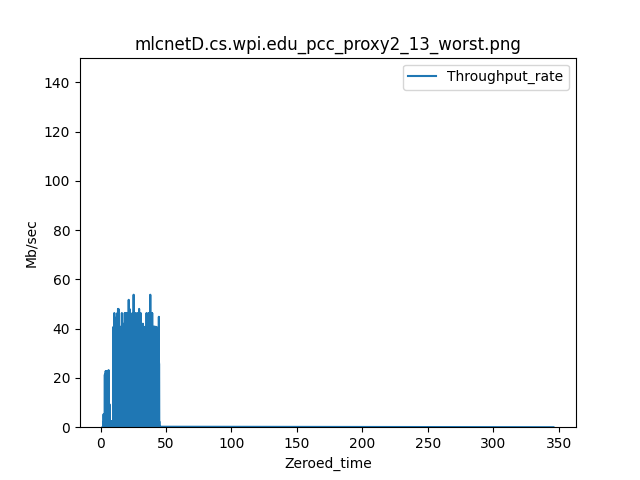 mlcnetD.cs.wpi.edu_pcc_proxy2_13_worst.png
Throughput_rate
140
120
100
80
60
40
20
0
Mb/sec
0 50 100 150 200 250 300 350
Zeroed_time